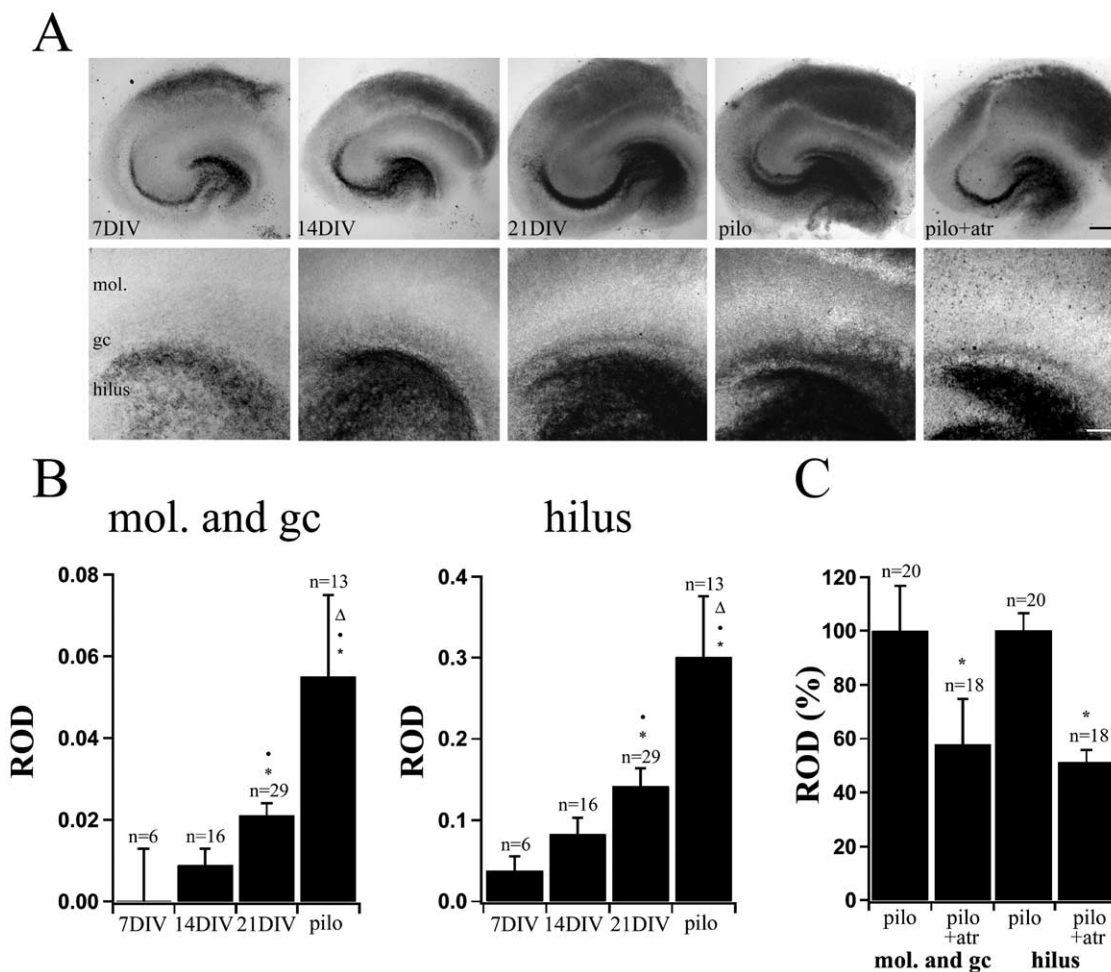 A
7DIV 14DIV 21DIV pilo pilo+atr
mol.
gc
hilus
B
mol. and gc
ROD
0.08
0.06
0.04
0.02
0.00
n=6
n=16
•
*
n=29
n=13
Δ
•
*
7DIV 14DIV 21DIV pilo
hilus
ROD
0.4
0.3
0.2
0.1
0.0
n=6
n=16
•
*
n=29
n=13
Δ
•
*
7DIV 14DIV 21DIV pilo
C
ROD (%)
120
100
80
60
40
20
0
n=20
*
n=18
n=20
*
n=18
pilo pilo pilo pilo
+atr +atr
mol. and gc hilus